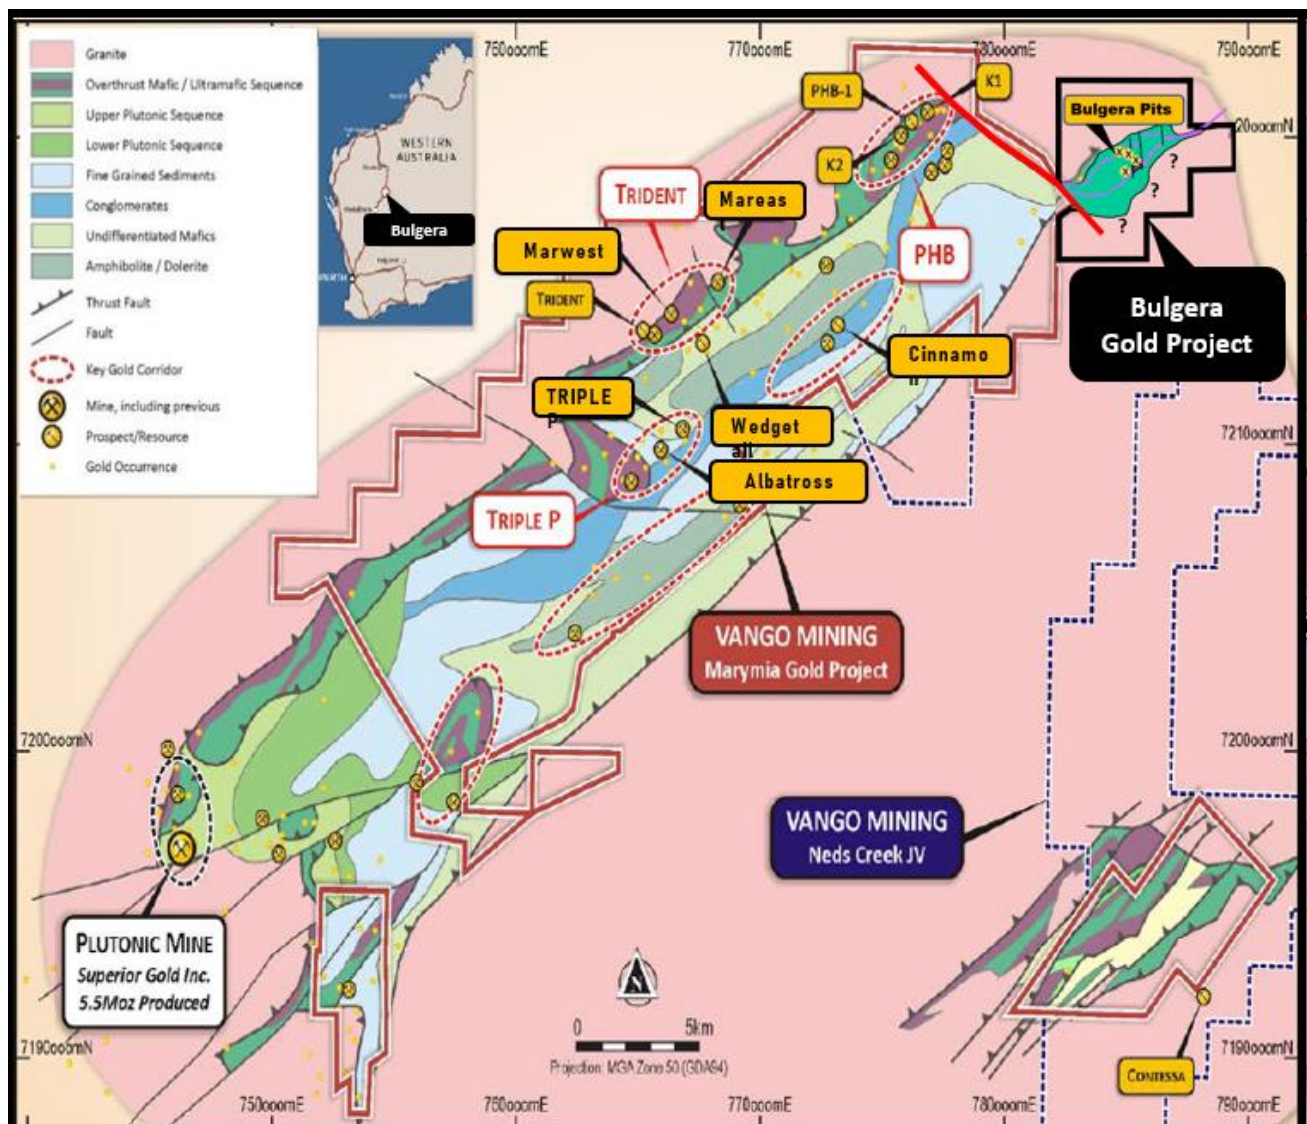 Granite
Overthrust Mafic / Ultramafic Sequence
Upper Plutonic Sequence
Lower Plutonic Sequence
Fine Grained Sediments
Conglomerates
Undifferentiated Mafics
Amphibolite / Dolerite
Thrust Fault
Fault
Key Gold Corridor
Mine, including previous
Prospect/Resource
Gold Occurrence
WESTERN
AUSTRALIA
Bulgera
760000mE
770000mE
780000mE
790000mE
PHB-1
K1
K2
Bulgera Pits
20000mN
?
?
?
TRIDENT
Mareas
Marwest
TRIDENT
PHB
Bulgera
Gold Project
Cinnamo
n
TRIPLE
P
Wedget
ail
Albatross
7210000mN
TRIPLE P
VANGO MINING
Marymia Gold Project
7200000mN
7200000mN
VANGO MINING
Neds Creek JV
PLUTONIC MINE
Superior Gold Inc.
5.5Moz Produced
N
0
5km
Projection: MGA Zone 50 (GDA94)
7190000mN
7190000mN
CONTESSA
750000mE
760000mE
770000mE
780000mE
790000mE